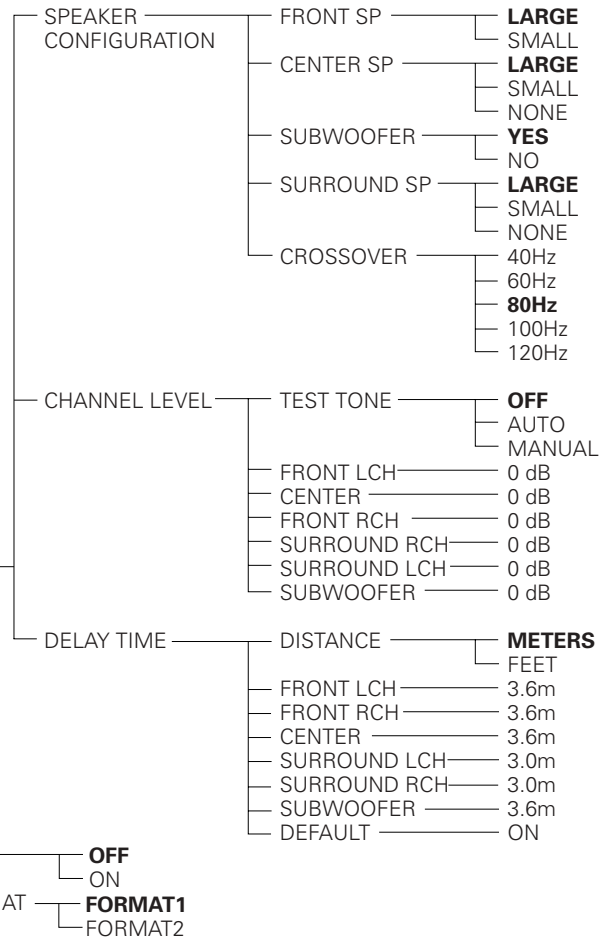 SPEAKER FRONT SP LARGE
CONFIGURATION SMALL
CENTER SP LARGE
SMALL
NONE
SUBWOOFER YES
NO
SURROUND SP LARGE
SMALL
NONE
CROSSOVER 40Hz
60Hz
80Hz
100Hz
120Hz
CHANNEL LEVEL TEST TONE OFF
AUTO
MANUAL
FRONT LCH 0 dB
CENTER 0 dB
FRONT RCH 0 dB
SURROUND RCH 0 dB
SURROUND LCH 0 dB
SUBWOOFER 0 dB
DELAY TIME DISTANCE METERS
FEET
FRONT LCH 3.6m
FRONT RCH 3.6m
CENTER 3.6m
SURROUND LCH 3.0m
SURROUND RCH 3.0m
SUBWOOFER 3.6m
DEFAULT ON
OFF
ON
AT FORMAT1
FORMAT2